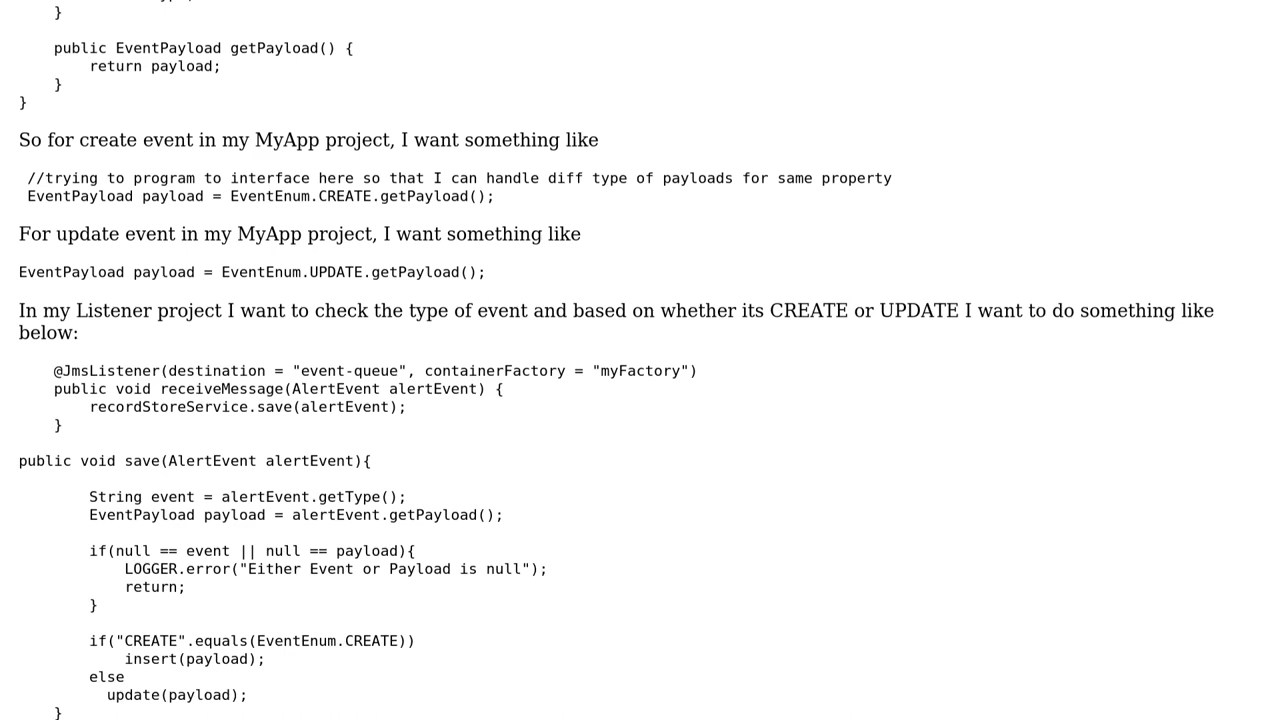 }

    public EventPayload getPayload() {
        return payload;
    }
}
So for create event in my MyApp project, I want something like
 //trying to program to interface here so that I can handle diff type of payloads for same property
 EventPayload payload = EventEnum.CREATE.getPayload();
For update event in my MyApp project, I want something like
EventPayload payload = EventEnum.UPDATE.getPayload();
In my Listener project I want to check the type of event and based on whether its CREATE or UPDATE I want to do something like
below:
    @JmsListener(destination = "event-queue", containerFactory = "myFactory")
    public void receiveMessage(AlertEvent alertEvent) {
        recordStoreService.save(alertEvent);
    }

public void save(AlertEvent alertEvent){

        String event = alertEvent.getType();
        EventPayload payload = alertEvent.getPayload();

        if(null == event || null == payload){
            LOGGER.error("Either Event or Payload is null");
            return;
        }

        if("CREATE".equals(EventEnum.CREATE))
            insert(payload);
        else
          update(payload);
    }